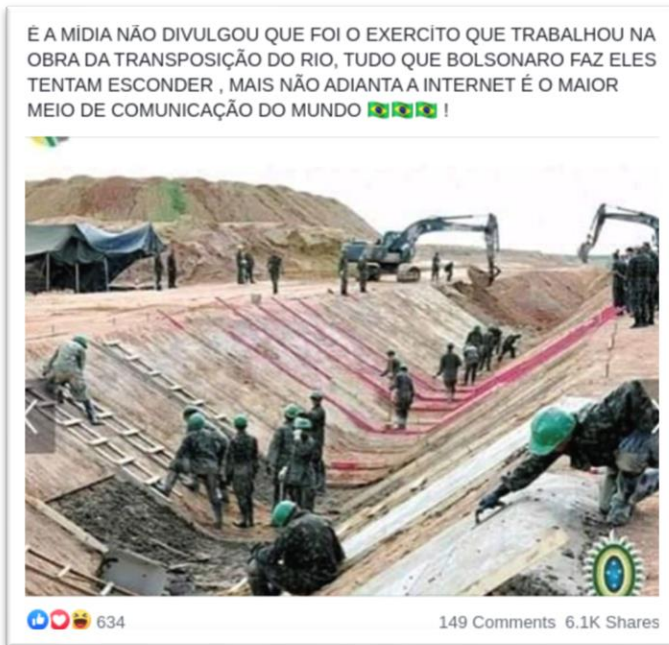 É A MÍDIA NÃO DIVULGOU QUE FOI O EXERCÍTO QUE TRABALHOU NA
OBRA DA TRANSPOSIÇÃO DO RIO, TUDO QUE BOLSONARO FAZ ELES
TENTAM ESCONDER , MAIS NÃO ADIANTA A INTERNET É O MAIOR
MEIO DE COMUNICAÇÃO DO MUNDO 🇧🇷🇧🇷🇧🇷 !
634
149 Comments 6.1K Shares